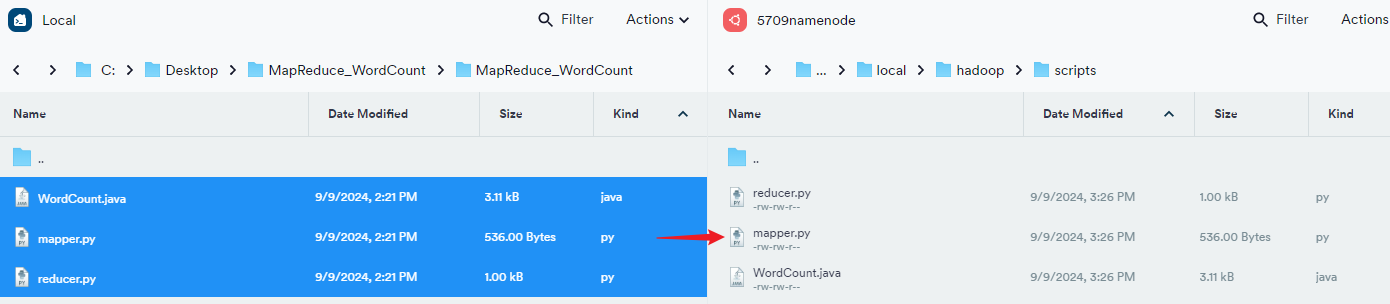 Local Filter Actions
C: Desktop MapReduce_WordCount MapReduce_WordCount
Name Date Modified Size Kind
..
WordCount.java 9/9/2024, 2:21 PM 3.11 kB java
mapper.py 9/9/2024, 2:21 PM 536.00 Bytes py
reducer.py 9/9/2024, 2:21 PM 1.00 kB py
5709namenode Filter Actions
... local hadoop scripts
Name Date Modified Size Kind
..
reducer.py 9/9/2024, 3:26 PM 1.00 kB py
-rw-rw-r--
mapper.py 9/9/2024, 3:26 PM 536.00 Bytes py
-rw-rw-r--
WordCount.java 9/9/2024, 3:26 PM 3.11 kB java
-rw-rw-r--